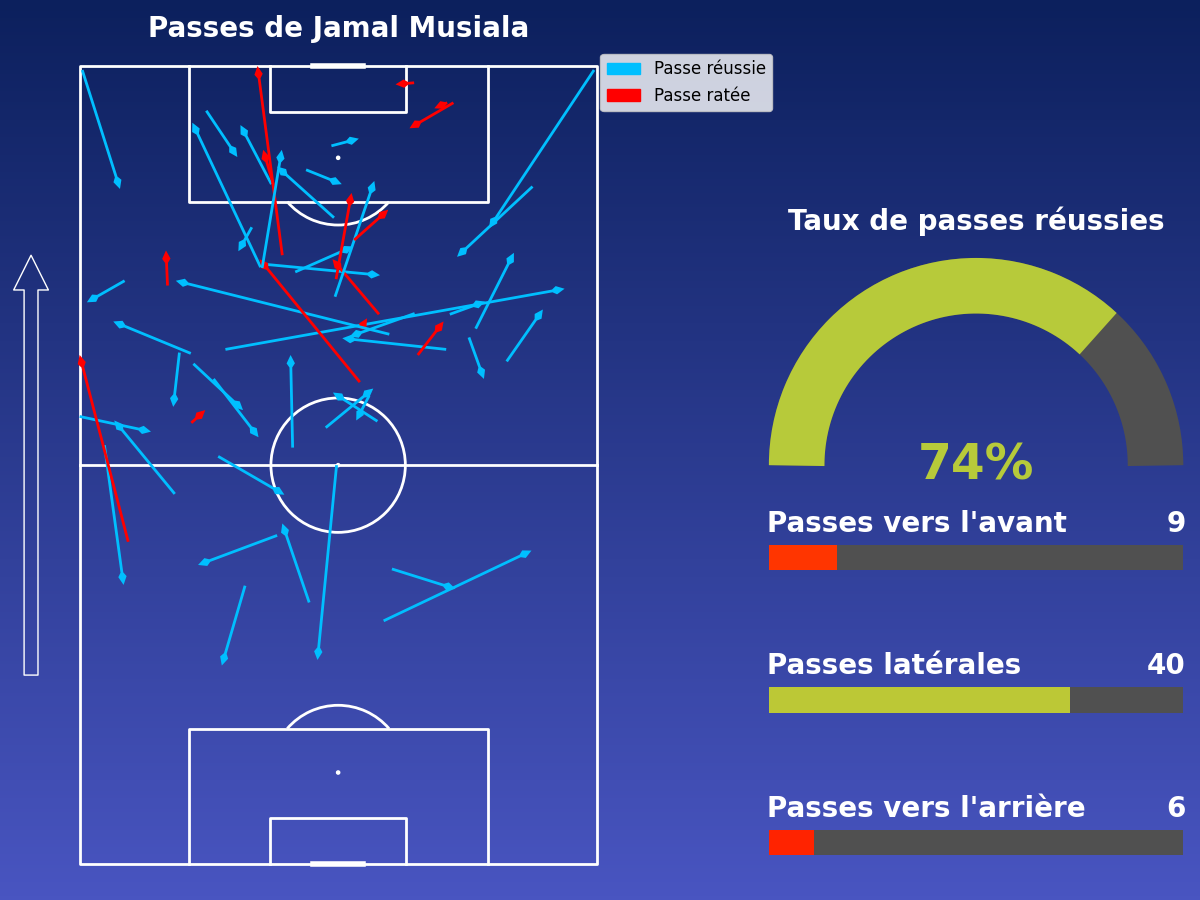 Passes de Jamal Musiala
Passe réussie
Passe ratée
Taux de passes réussies
74%
Passes vers l'avant 9
Passes latérales 40
Passes vers l'arrière 6